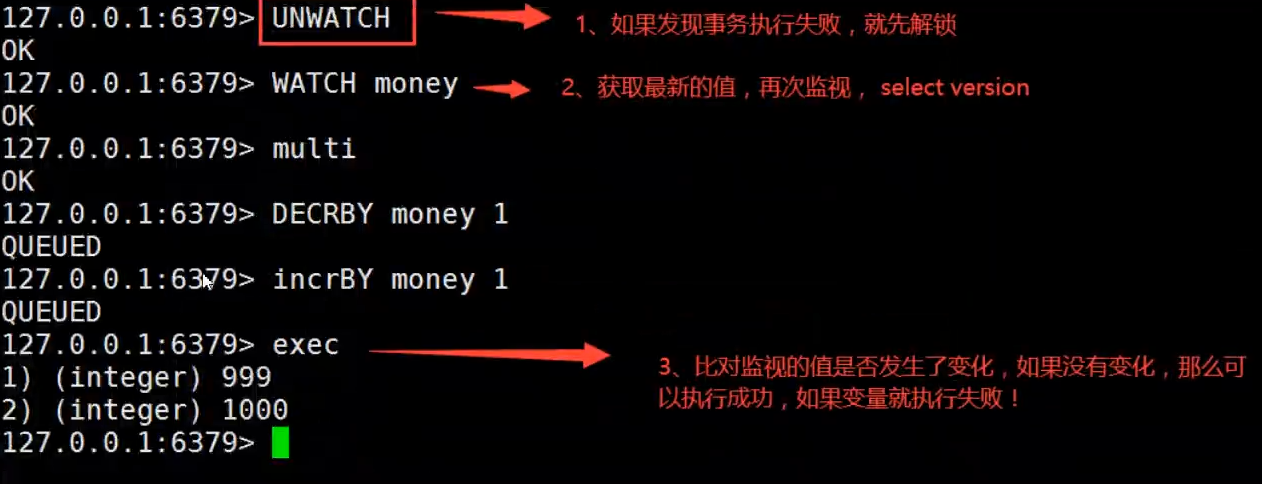 127.0.0.1:6379> UNWATCH
1、如果发现事务执行失败，就先解锁
OK
127.0.0.1:6379> WATCH money
2、获取最新的值，再次监视， select version
OK
127.0.0.1:6379> multi
OK
127.0.0.1:6379> DECRBY money 1
QUEUED
127.0.0.1:6379> incrBY money 1
QUEUED
127.0.0.1:6379> exec
3、比对监视的值是否发生了变化，如果没有变化，那么可
以执行成功，如果变量就执行失败！
1) (integer) 999
2) (integer) 1000
127.0.0.1:6379>